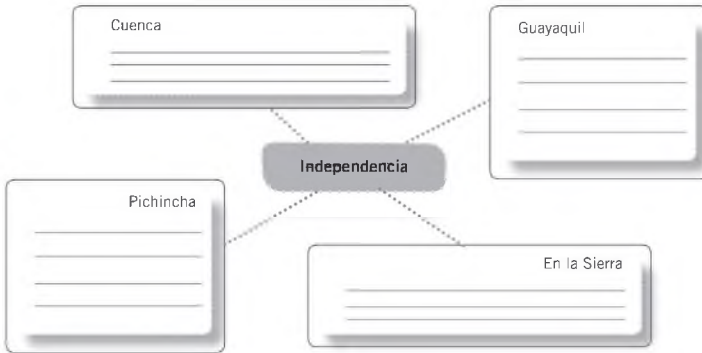 Cuenca
Guayaquil
Independencia
Pichincha
En la Sierra